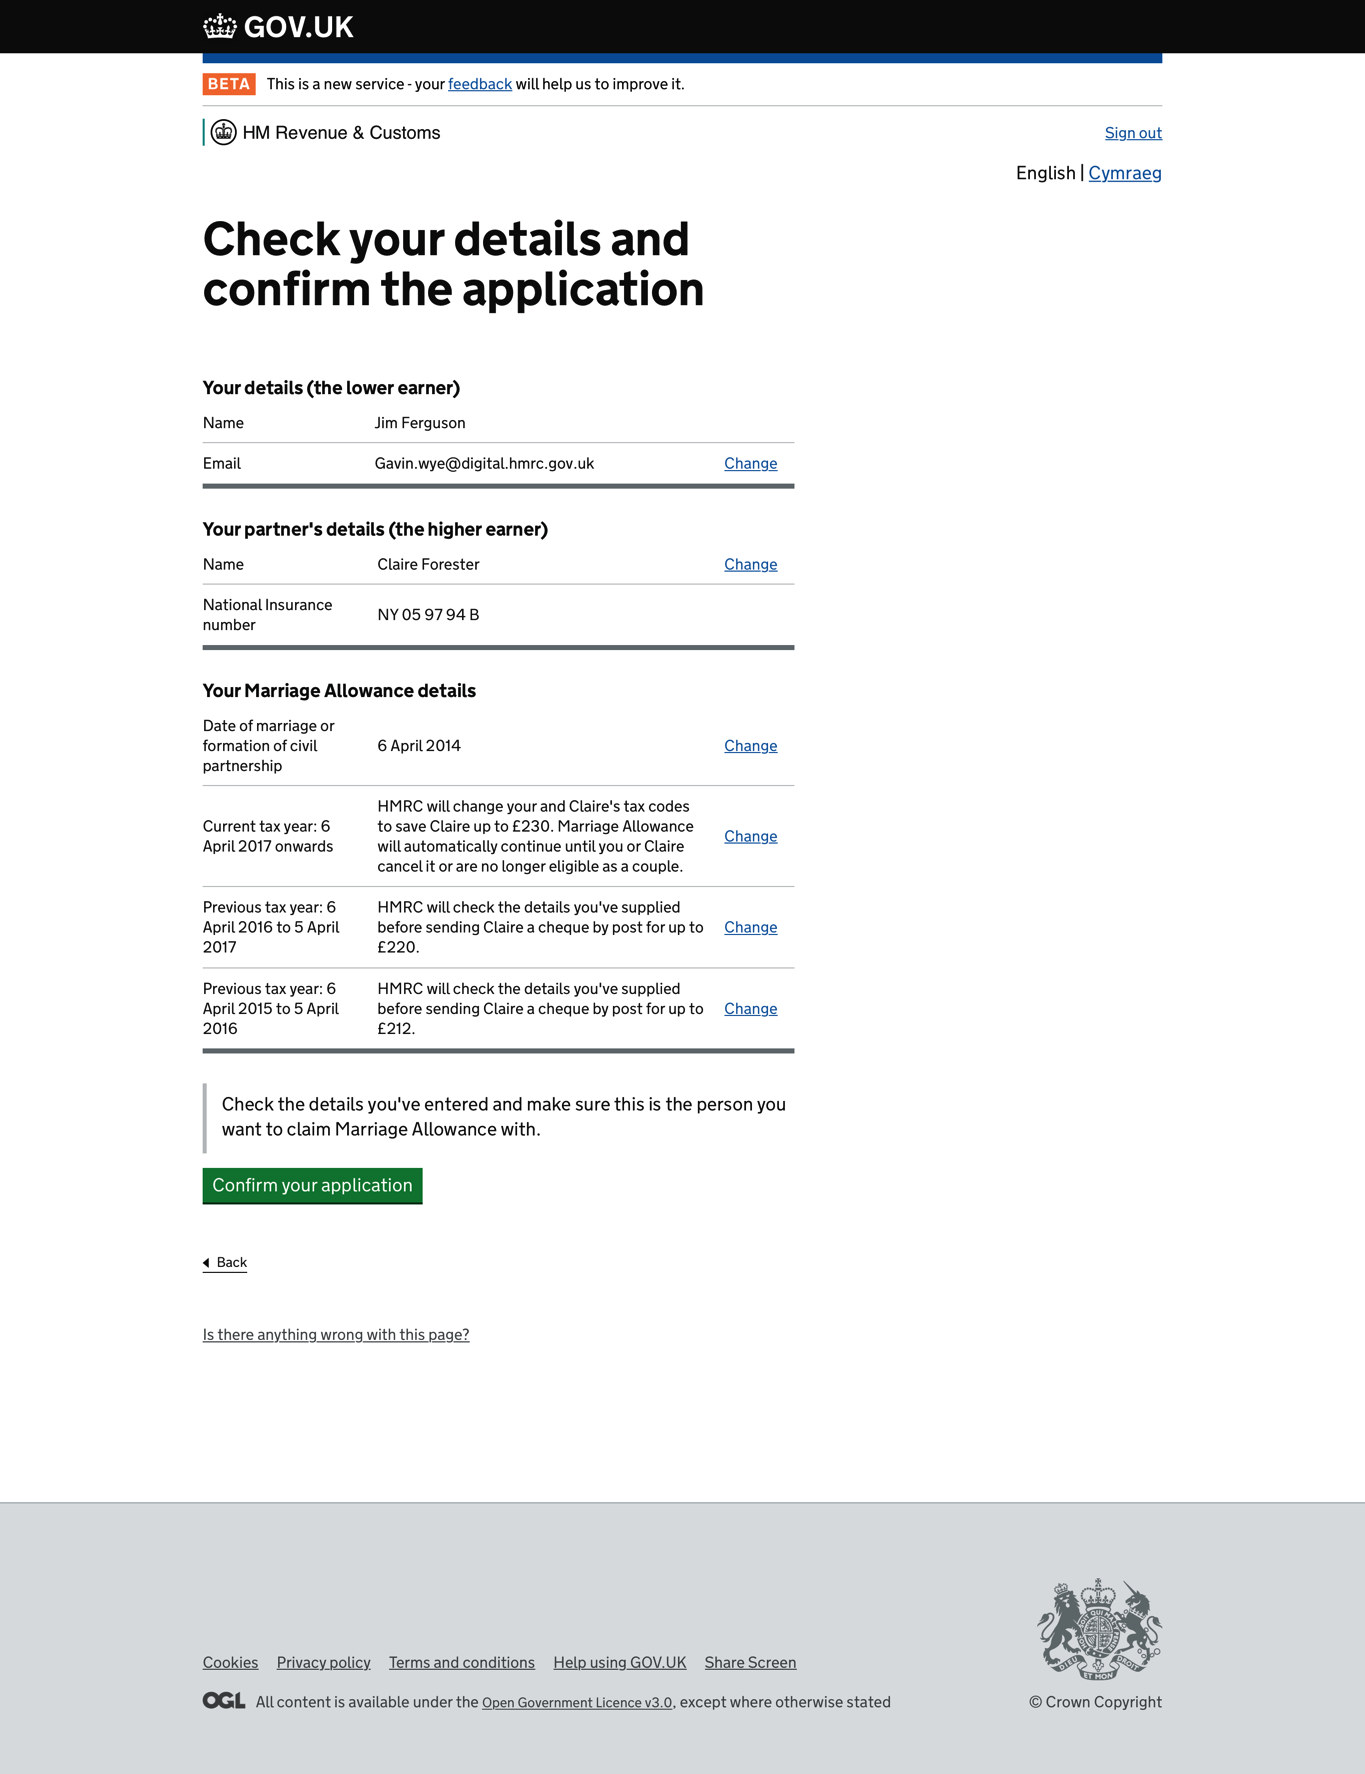 GOV.UK
BETA This is a new service - your feedback will help us to improve it.
HM Revenue & Customs
Sign out
English | Cymraeg
Check your details and
confirm the application
Your details (the lower earner)
Name Jim Ferguson
Email Gavin.wye@digital.hmrc.gov.uk Change
Your partner's details (the higher earner)
Name Claire Forester Change
National Insurance
number
NY 05 97 94 B
Your Marriage Allowance details
Date of marriage or
formation of civil
partnership
6 April 2014
Change
Current tax year: 6
April 2017 onwards
HMRC will change your and Claire's tax codes
to save Claire up to £230. Marriage Allowance
will automatically continue until you or Claire
cancel it or are no longer eligible as a couple.
Change
Previous tax year: 6
April 2016 to 5 April
2017
HMRC will check the details you've supplied
before sending Claire a cheque by post for up to
£220.
Change
Previous tax year: 6
April 2015 to 5 April
2016
HMRC will check the details you've supplied
before sending Claire a cheque by post for up to
£212.
Change
Check the details you've entered and make sure this is the person you
want to claim Marriage Allowance with.
Confirm your application
Back
Is there anything wrong with this page?
Cookies Privacy policy Terms and conditions Help using GOV.UK Share Screen
OGL All content is available under the Open Government Licence v3.0, except where otherwise stated
DIEU ET MON DROIT
© Crown Copyright